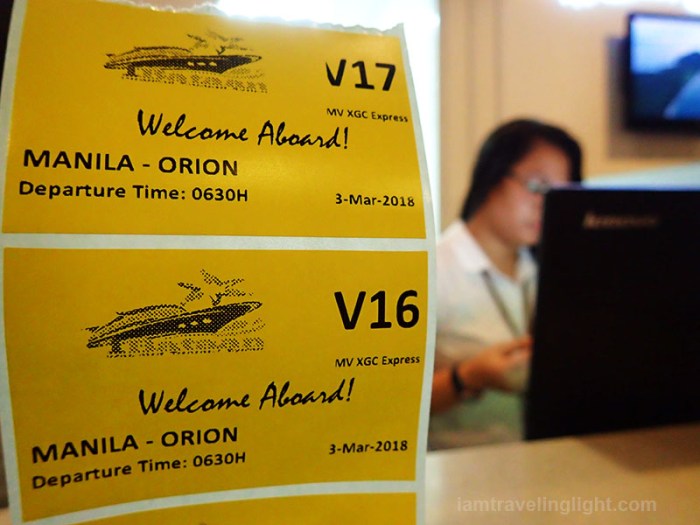 V17
MV XGC Express
Welcome Aboard!
MANILA - ORION
Departure Time: 0630H
3-Mar-2018
V16
MV XGC Express
Welcome Aboard!
MANILA - ORION
Departure Time: 0630H
3-Mar-2018
lenovo
iamtravelinglight.com